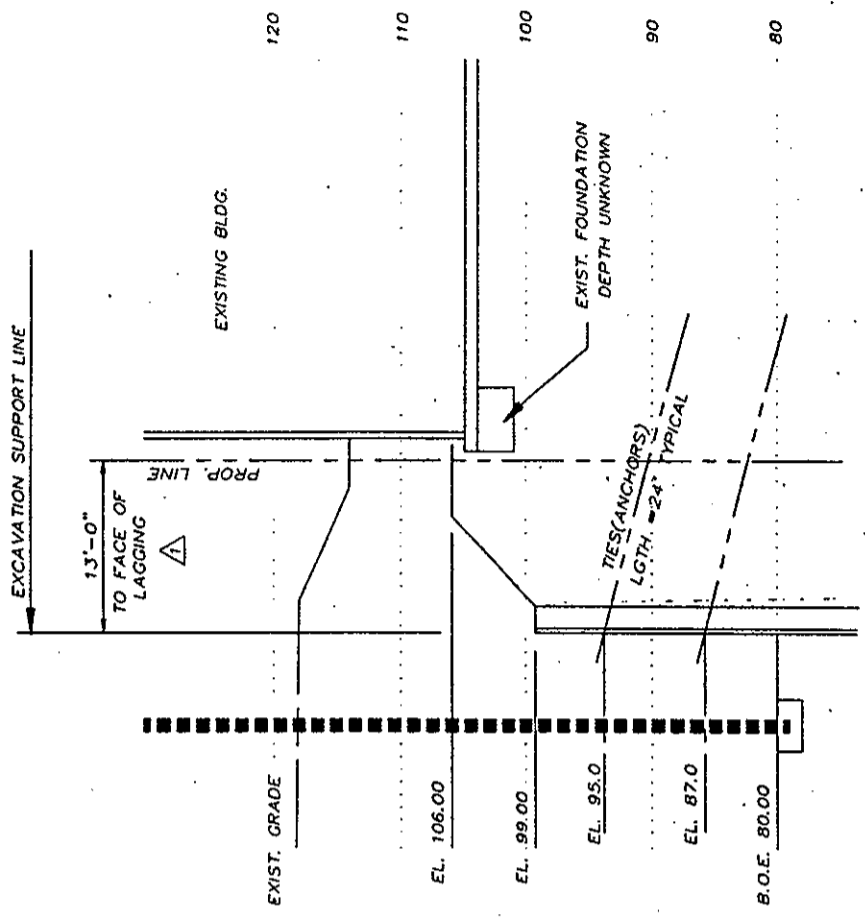 EXCAVATION SUPPORT LINE
13'-0"
TO FACE OF
LAGGING
1
PROP. LINE
EXISTING BLDG.
120
110
100
90
80
EXIST. GRADE
EL. 106.00
EL. 99.00
EL. 95.0
EL. 87.0
B.O.E. 80.00
EXIST. FOUNDATION
DEPTH UNKNOWN
TIES(ANCHORS)
LGTH. =24" TYPICAL